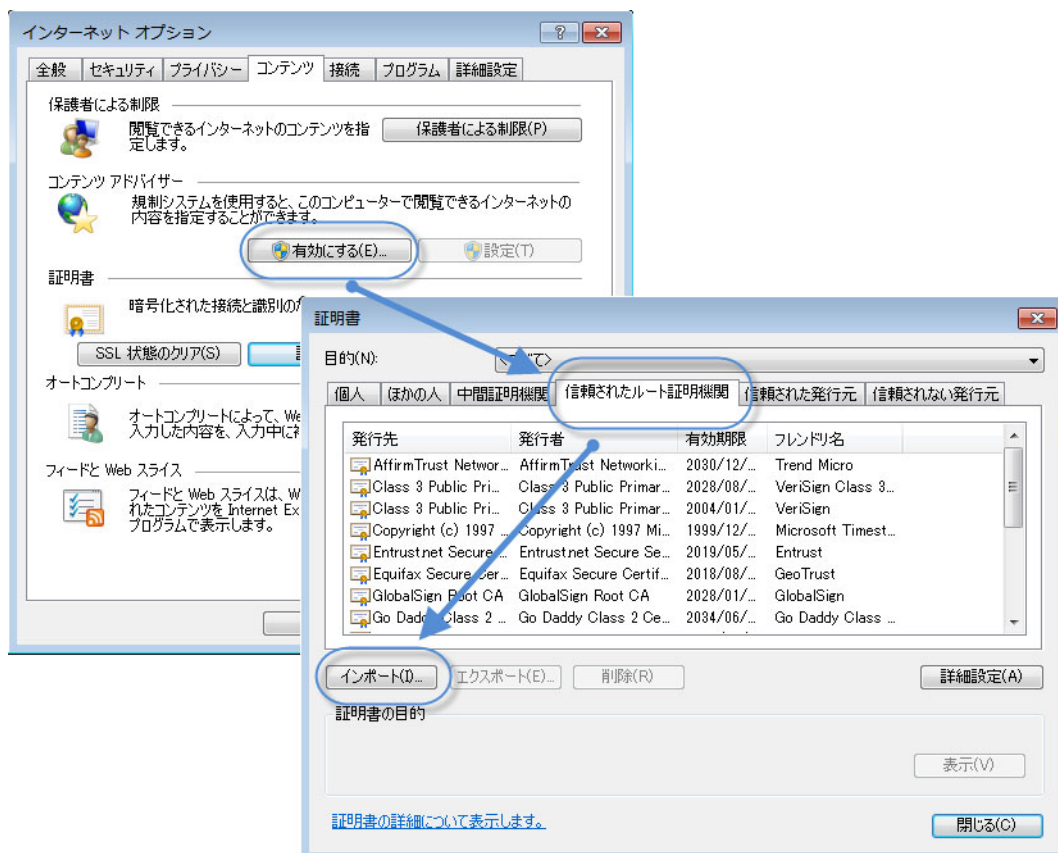 インターネット オプション
全般 セキュリティ プライバシー コンテンツ 接続 プログラム 詳細設定
保護者による制限
閲覧できるインターネットのコンテンツを指
定します。
保護者による制限(P)
コンテンツ アドバイザー
規制システムを使用すると、このコンピューターで閲覧できるインターネットの
内容を指定することができます。
有効にする(E)... 設定(T)
証明書
暗号化された接続と識別の
SSL 状態のクリア(S)
オートコンプリート
オートコンプリートによって、We
入力した内容を、入力中に
フィードと Web スライス
フィードと Web スライスは、W
れたコンテンツを Internet Ex
プログラムで表示します。
証明書
目的(N):
個人 ほかの人 中間証明機関 信頼されたルート証明機関 信頼された発行元 信頼されない発行元
発行先 発行者 有効期限 フレンドリ名
AffirmTrust Networ... AffirmTrust Networki... 2030/12/... Trend Micro
Class 3 Public Pri... Class 3 Public Primar... 2028/08/... VeriSign Class 3...
Class 3 Public Pri... Class 3 Public Primar... 2004/01/... VeriSign
Copyright (c) 1997 ... Copyright (c) 1997 Mi... 1999/12/... Microsoft Timest...
Entrust.net Secure ... Entrust.net Secure Se... 2019/05/... Entrust
Equifax Secure Cer... Equifax Secure Certif... 2018/08/... GeoTrust
GlobalSign Root CA GlobalSign Root CA 2028/01/... GlobalSign
Go Daddy Class 2 ... Go Daddy Class 2 Ce... 2034/06/... Go Daddy Class ...
インポート(I)... エクスポート(E)... 削除(R) 詳細設定(A)
証明書の目的
表示(V)
証明書の詳細について表示します。
閉じる(C)